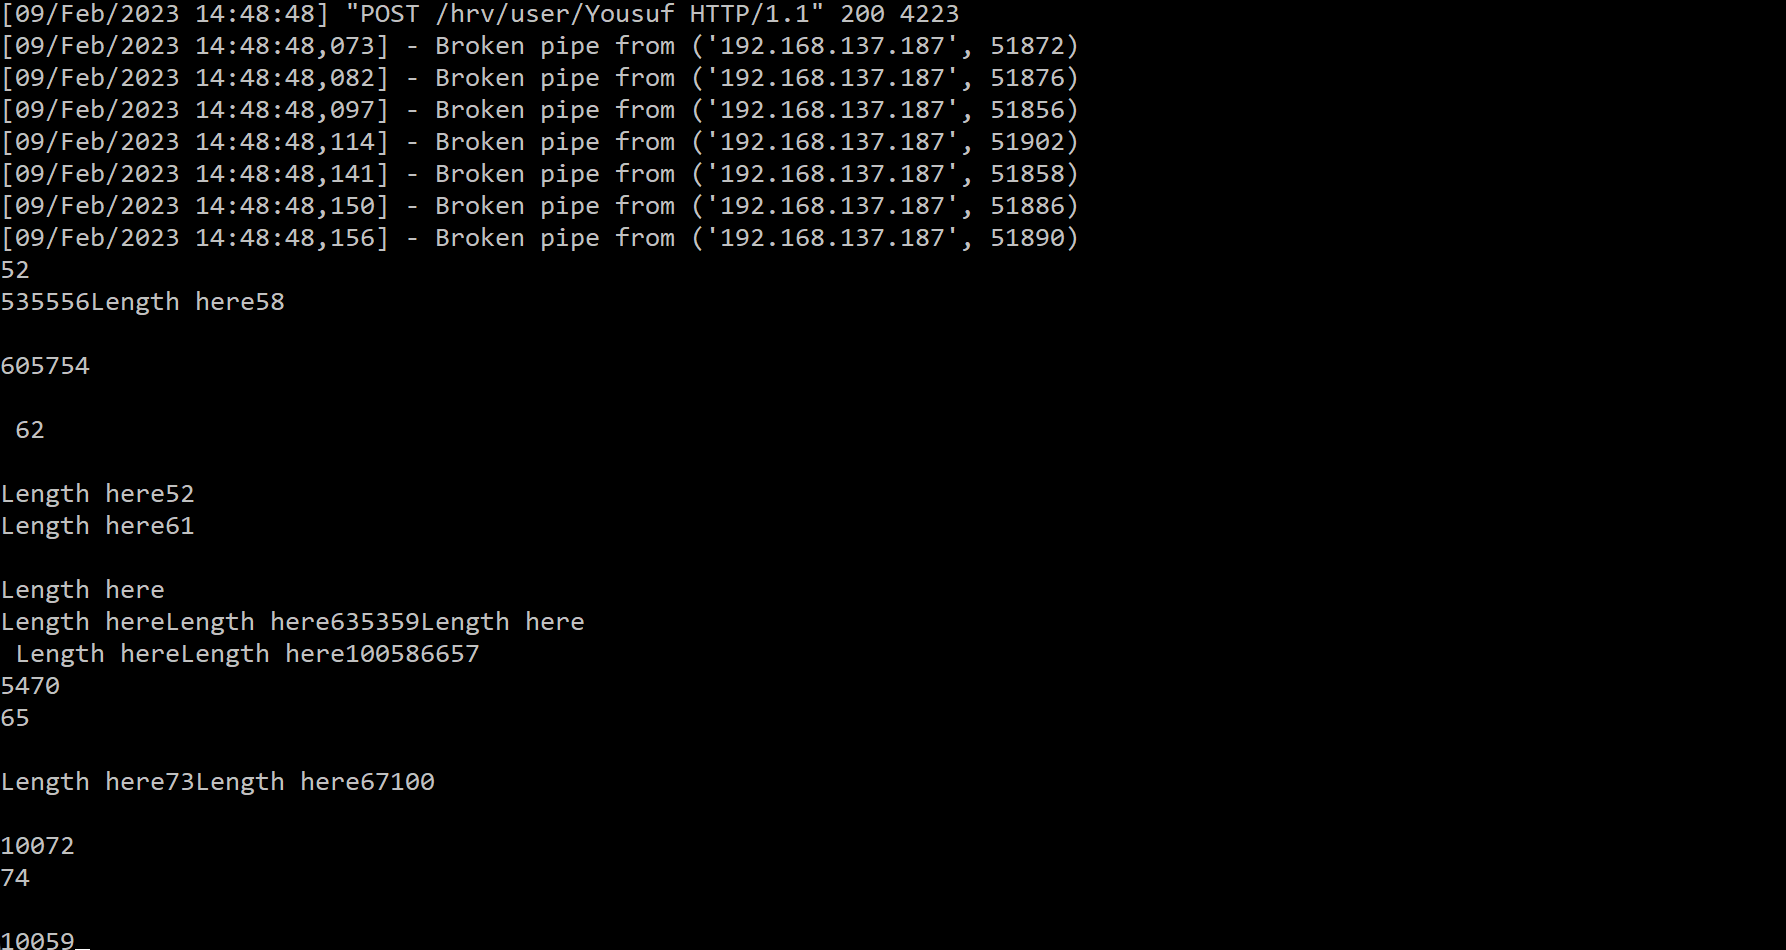 [09/Feb/2023 14:48:48] "POST /hrv/user/Yousuf HTTP/1.1" 200 4223
[09/Feb/2023 14:48:48,073] - Broken pipe from ('192.168.137.187', 51872)
[09/Feb/2023 14:48:48,082] - Broken pipe from ('192.168.137.187', 51876)
[09/Feb/2023 14:48:48,097] - Broken pipe from ('192.168.137.187', 51856)
[09/Feb/2023 14:48:48,114] - Broken pipe from ('192.168.137.187', 51902)
[09/Feb/2023 14:48:48,141] - Broken pipe from ('192.168.137.187', 51858)
[09/Feb/2023 14:48:48,150] - Broken pipe from ('192.168.137.187', 51886)
[09/Feb/2023 14:48:48,156] - Broken pipe from ('192.168.137.187', 51890)
52
535556Length here58
605754
62
Length here52
Length here61
Length here
Length hereLength here635359Length here
Length hereLength here100586657
5470
65
Length here73Length here67100
10072
74
10059_